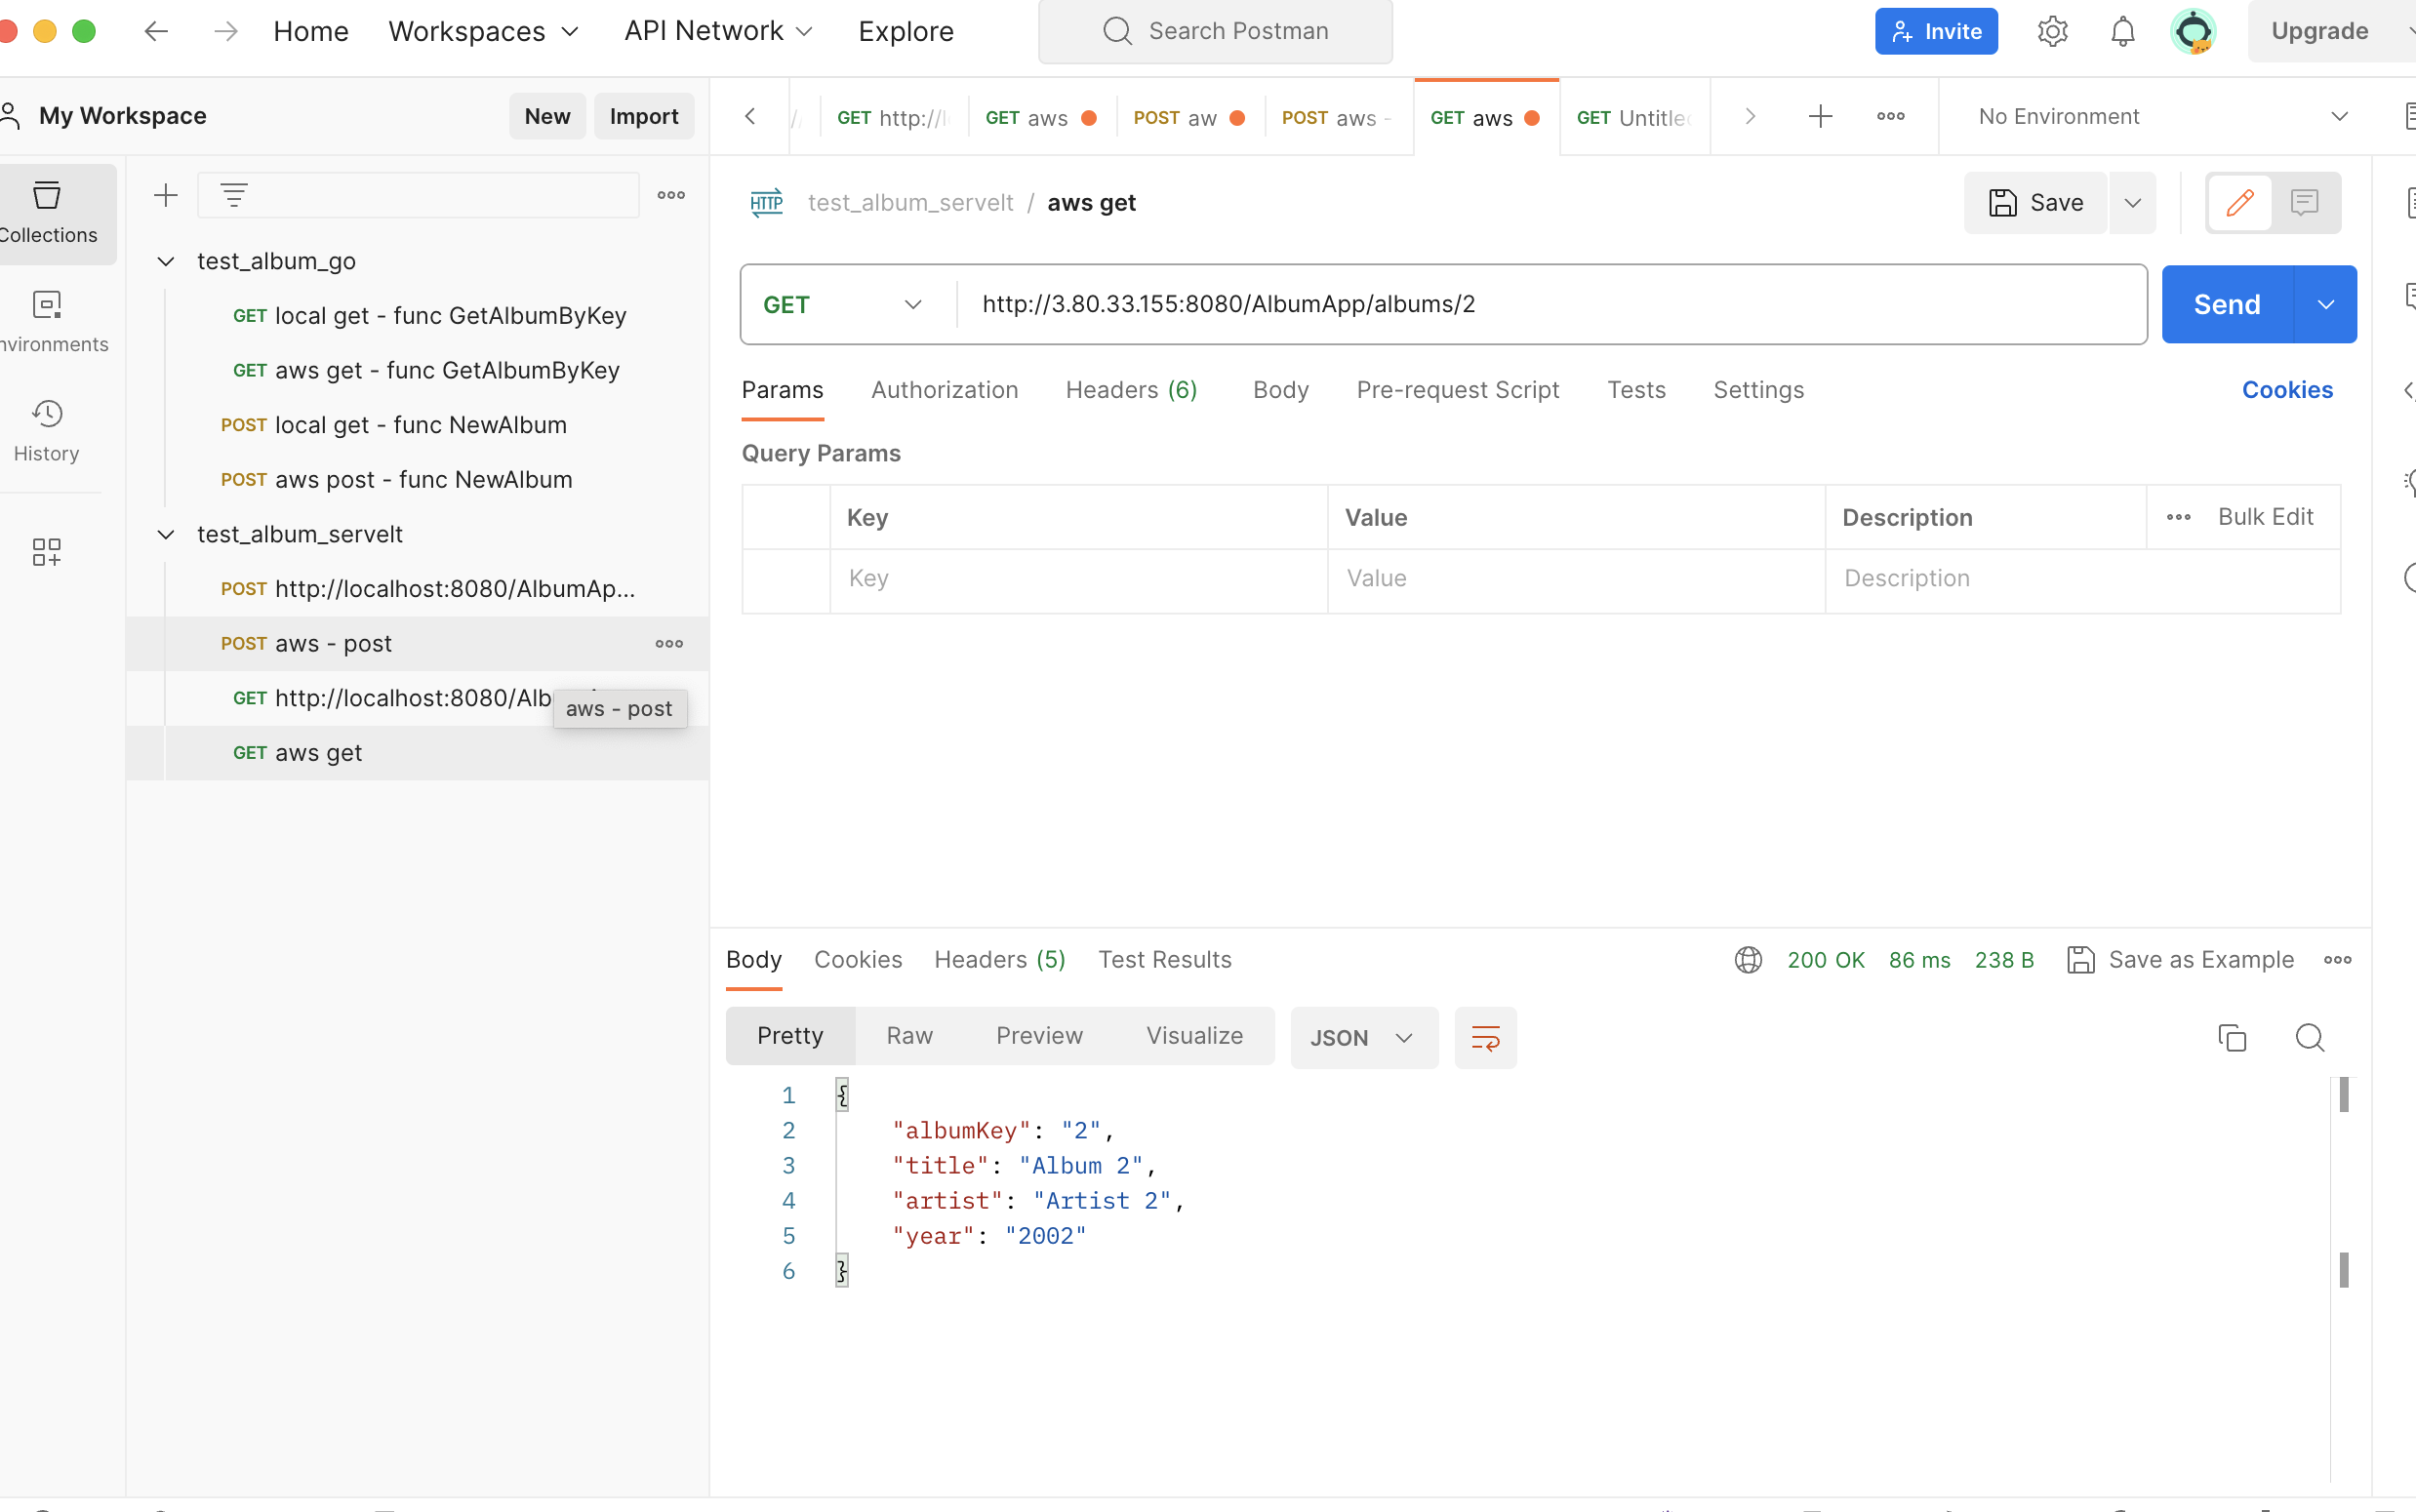 Home Workspaces API Network Explore Search Postman Invite Upgrade
My Workspace New Import
GET http://l GET aws POST aw POST aws - GET aws GET Untitle No Environment
Collections
test_album_servelt / aws get Save
test_album_go
GET local get - func GetAlbumByKey
GET http://3.80.33.155:8080/AlbumApp/albums/2 Send
nvironments
GET aws get - func GetAlbumByKey
Params Authorization Headers (6) Body Pre-request Script Tests Settings Cookies
POST local get - func NewAlbum
History
Query Params
POST aws post - func NewAlbum
Key Value Description Bulk Edit
test_album_servelt
Key Value Description
POST http://localhost:8080/AlbumAp...
POST aws - post
GET http://localhost:8080/Alb
aws - post
GET aws get
Body Cookies Headers (5) Test Results 200 OK 86 ms 238 B Save as Example
Pretty Raw Preview Visualize JSON
1 {
2 "albumKey": "2",
3 "title": "Album 2",
4 "artist": "Artist 2",
5 "year": "2002"
6 }